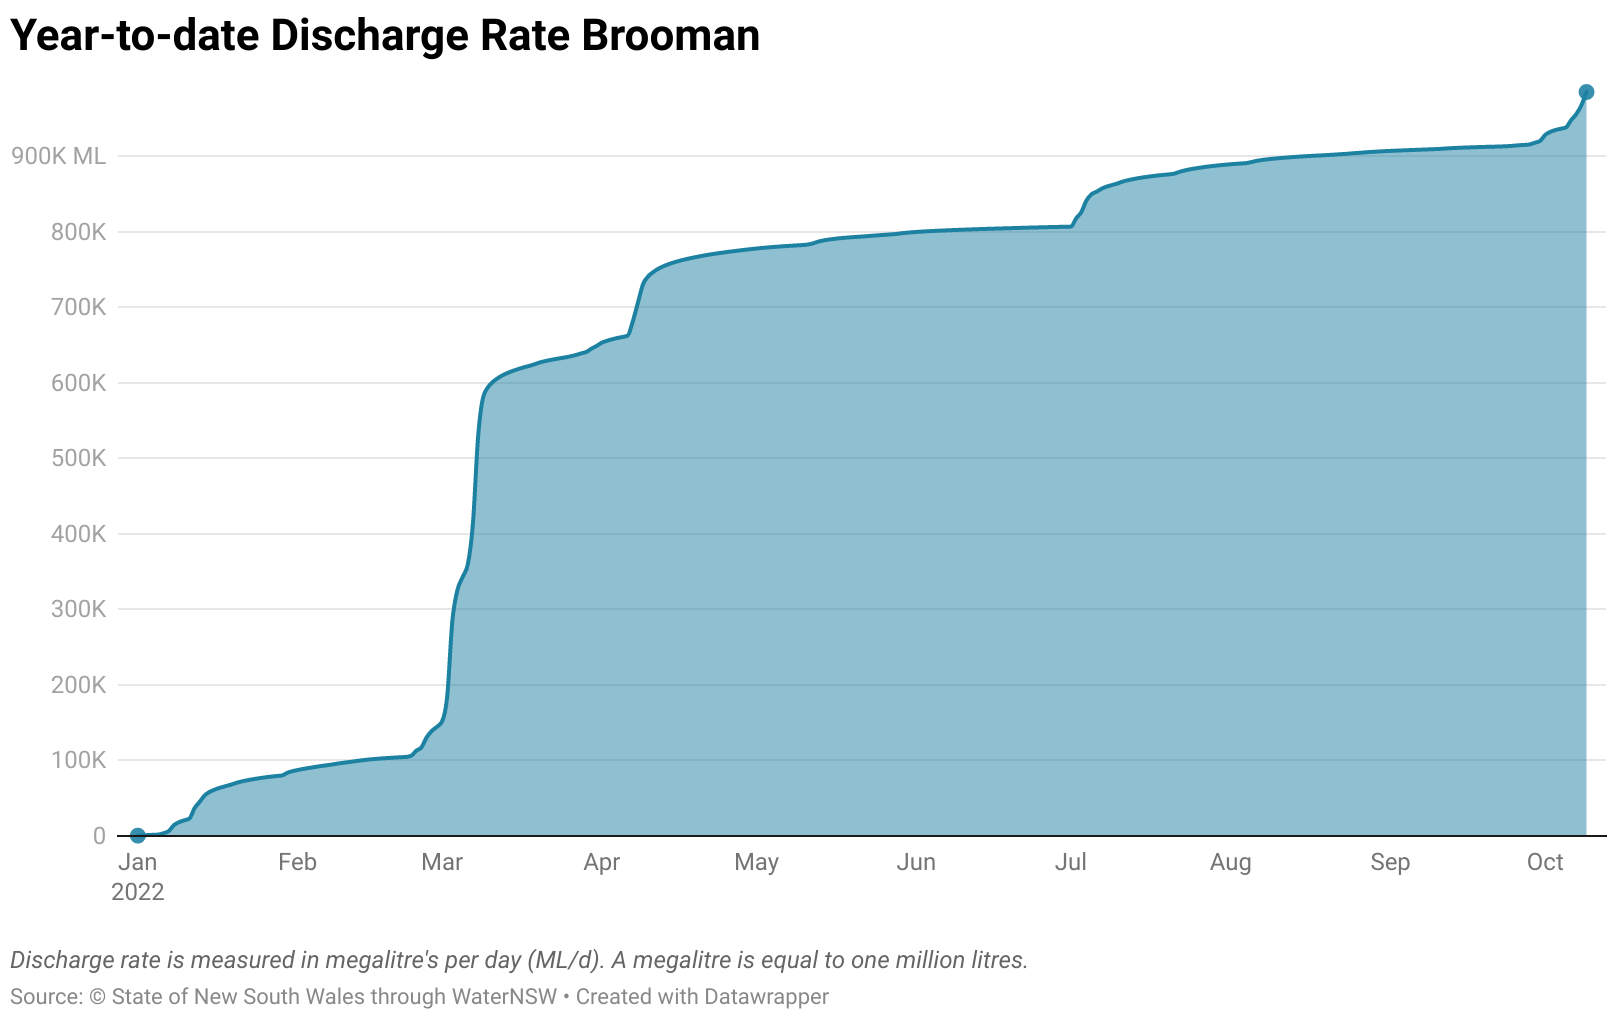 Year-to-date Discharge Rate Brooman
900K ML
800K
700K
600K
500K
400K
300K
200K
100K
0
Jan Feb Mar Apr May Jun Jul Aug Sep Oct
2022
Discharge rate is measured in megalitre's per day (ML/d). A megalitre is equal to one million litres.
Source: © State of New South Wales through WaterNSW • Created with Datawrapper